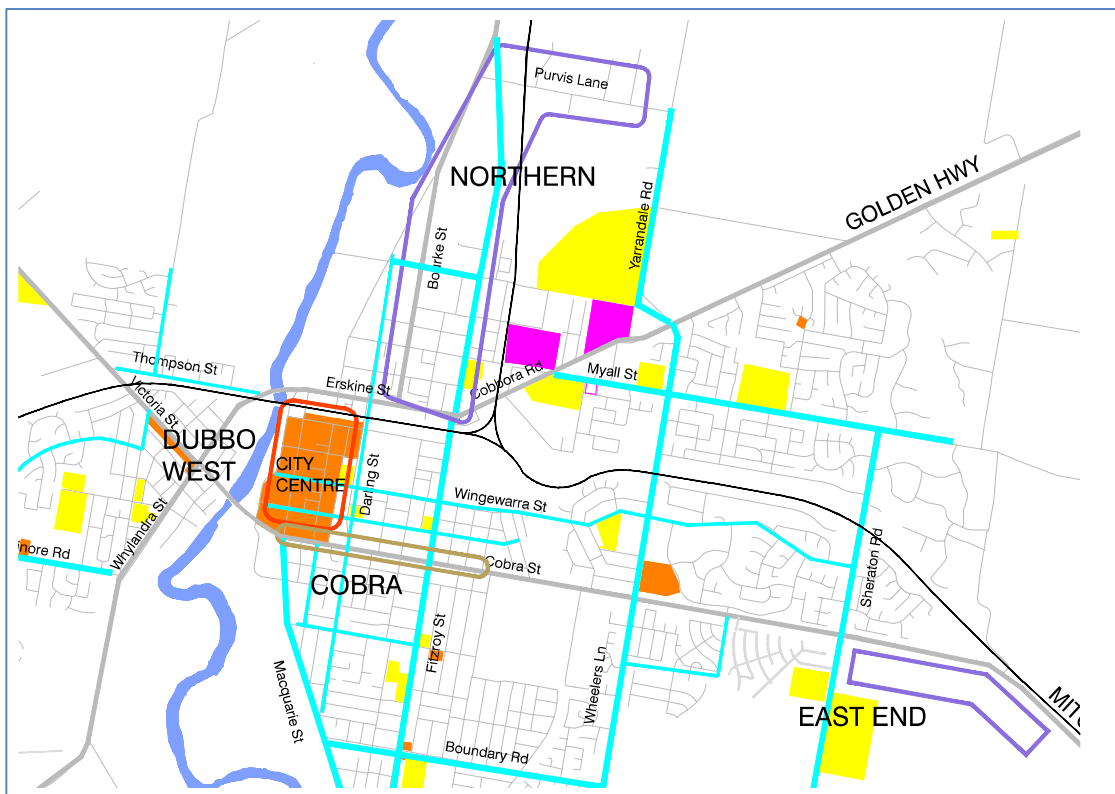 Purvis Lane
NORTHERN
GOLDEN HWY
Yarrandale Rd
Bourke St
Thompson St
Erskine St
Cobbora Rd
Myall St
Victoria St
DUBBO
WEST
CITY
CENTRE
Darling St
Wingewarra St
Whylandra St
Cobra St
COBRA
Sheraton Rd
Fitzroy St
Wheelers Ln
Macquarie St
EAST END
Boundary Rd